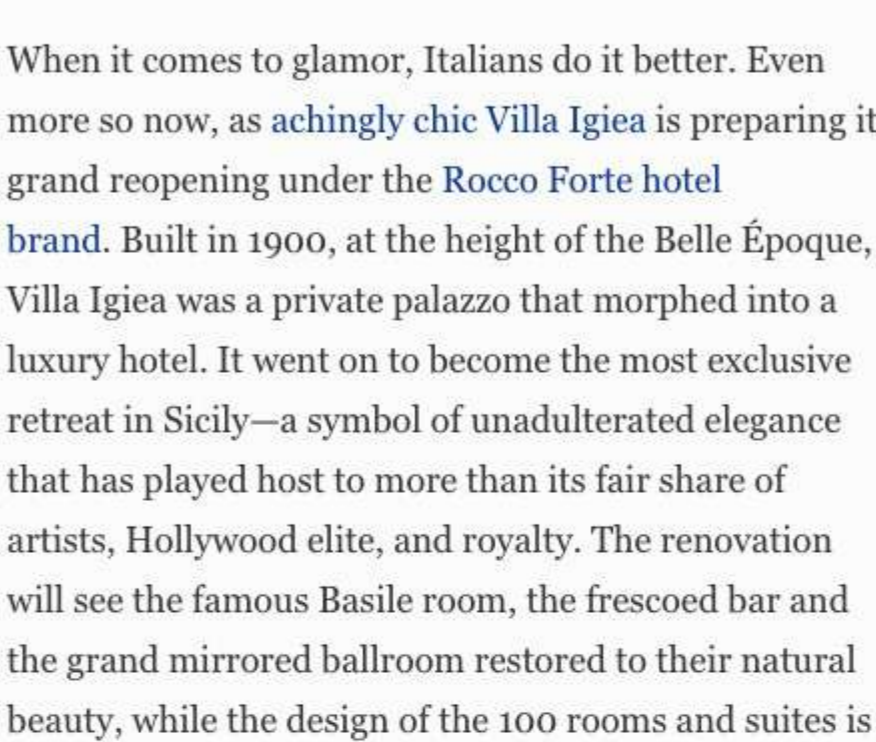 When it comes to glamor, Italians do it better. Even
more so now, as achingly chic Villa Igiea is preparing it
grand reopening under the Rocco Forte hotel
brand. Built in 1900, at the height of the Belle Époque,
Villa Igiea was a private palazzo that morphed into a
luxury hotel. It went on to become the most exclusive
retreat in Sicily—a symbol of unadulterated elegance
that has played host to more than its fair share of
artists, Hollywood elite, and royalty. The renovation
will see the famous Basile room, the frescoed bar and
the grand mirrored ballroom restored to their natural
beauty, while the design of the 100 rooms and suites is